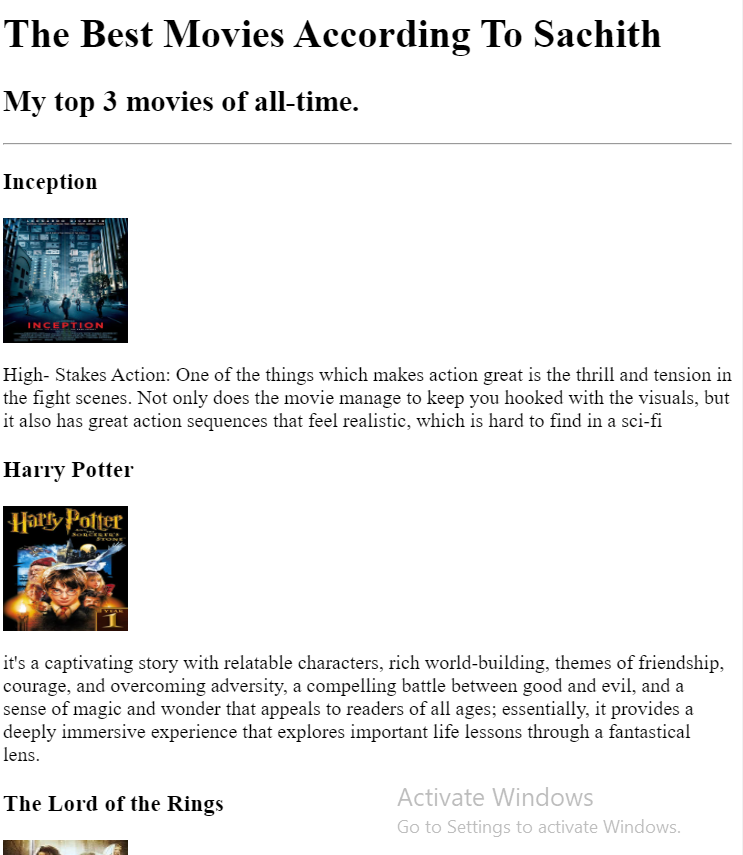 The Best Movies According To Sachith
My top 3 movies of all-time.
Inception
INCEPTION
High- Stakes Action: One of the things which makes action great is the thrill and tension in
the fight scenes. Not only does the movie manage to keep you hooked with the visuals, but
it also has great action sequences that feel realistic, which is hard to find in a sci-fi
Harry Potter
Harry Potter
SORCERER'S
STONE
YEAR
1
it's a captivating story with relatable characters, rich world-building, themes of friendship,
courage, and overcoming adversity, a compelling battle between good and evil, and a
sense of magic and wonder that appeals to readers of all ages; essentially, it provides a
deeply immersive experience that explores important life lessons through a fantastical
lens.
The Lord of the Rings
Activate Windows
Go to Settings to activate Windows.